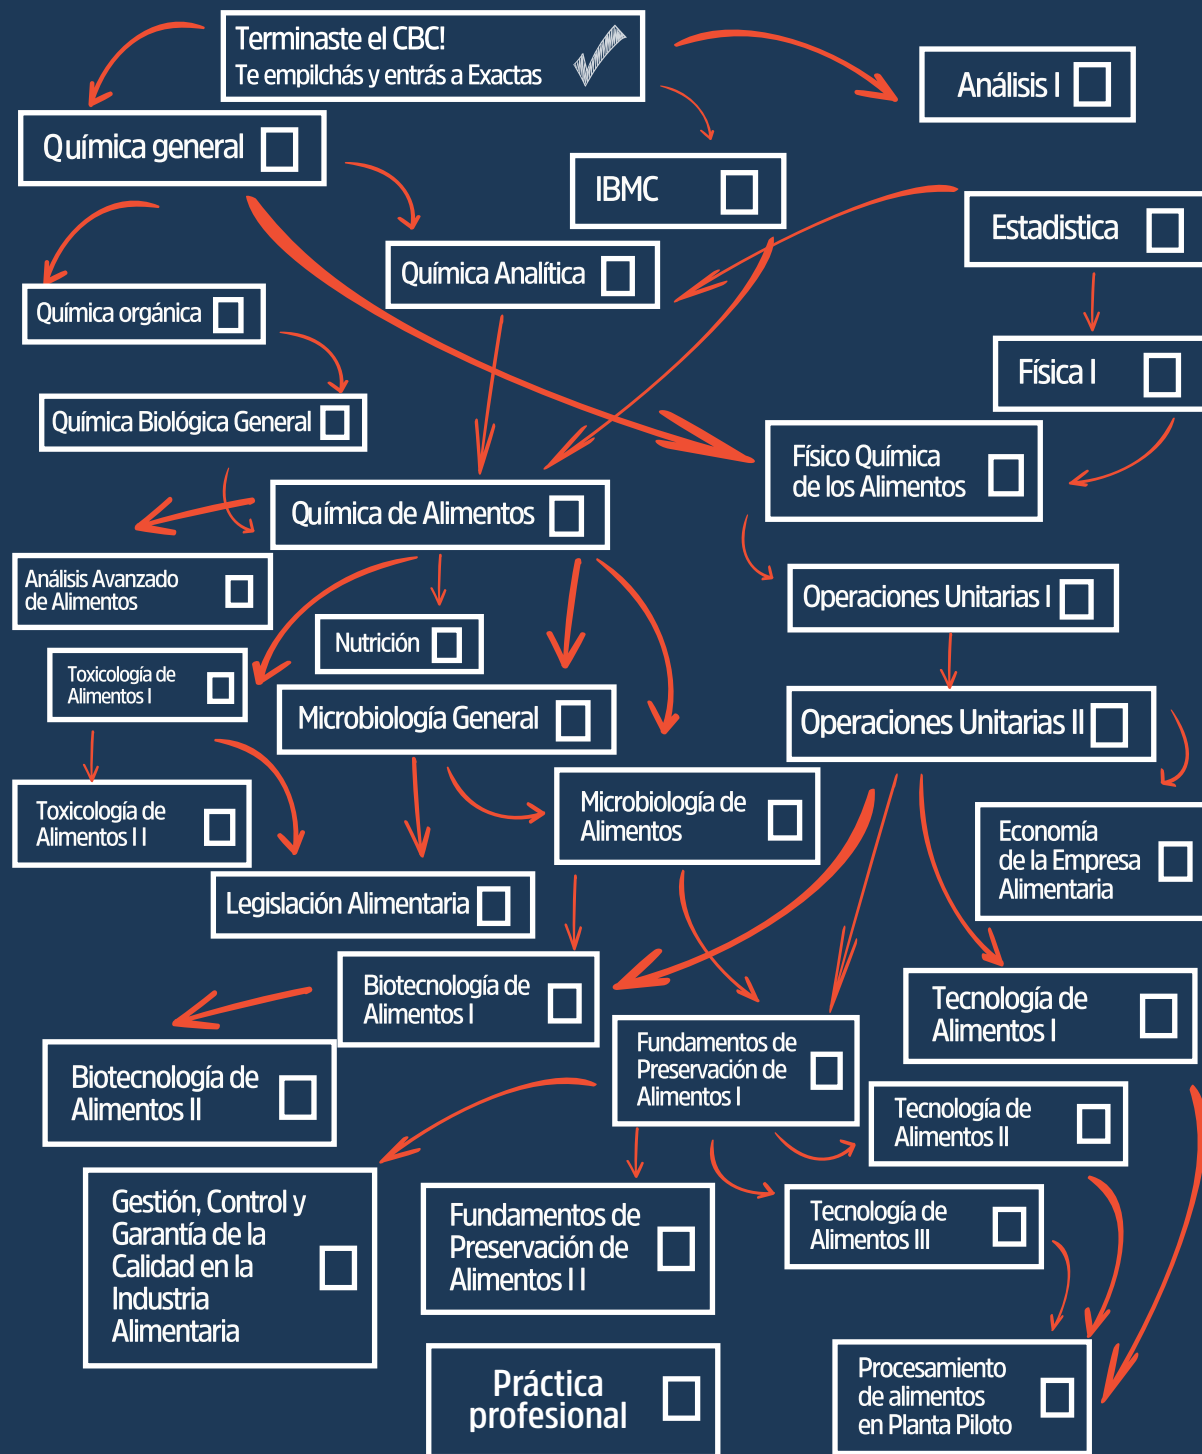 Terminaste el CBC!
Te empilchás y entrás a Exactas
Análisis I
Química general
IBMC
Estadistica
Química Analítica
Química orgánica
Física I
Química Biológica General
Físico Química
de los Alimentos
Química de Alimentos
Análisis Avanzado
de Alimentos
Operaciones Unitarias I
Nutrición
Toxicología de
Alimentos I
Microbiología General
Operaciones Unitarias II
Toxicología de
Alimentos I I
Microbiología de
Alimentos
Economía
de la Empresa
Alimentaria
Legislación Alimentaria
Biotecnología de
Alimentos I
Tecnología de
Alimentos I
Fundamentos de
Preservación de
Alimentos I
Biotecnología de
Alimentos II
Tecnología de
Alimentos II
Gestión, Control y
Garantía de la
Calidad en la
Industria
Alimentaria
Fundamentos de
Preservación de
Alimentos I I
Tecnología de
Alimentos III
Práctica
profesional
Procesamiento
de alimentos
en Planta Piloto